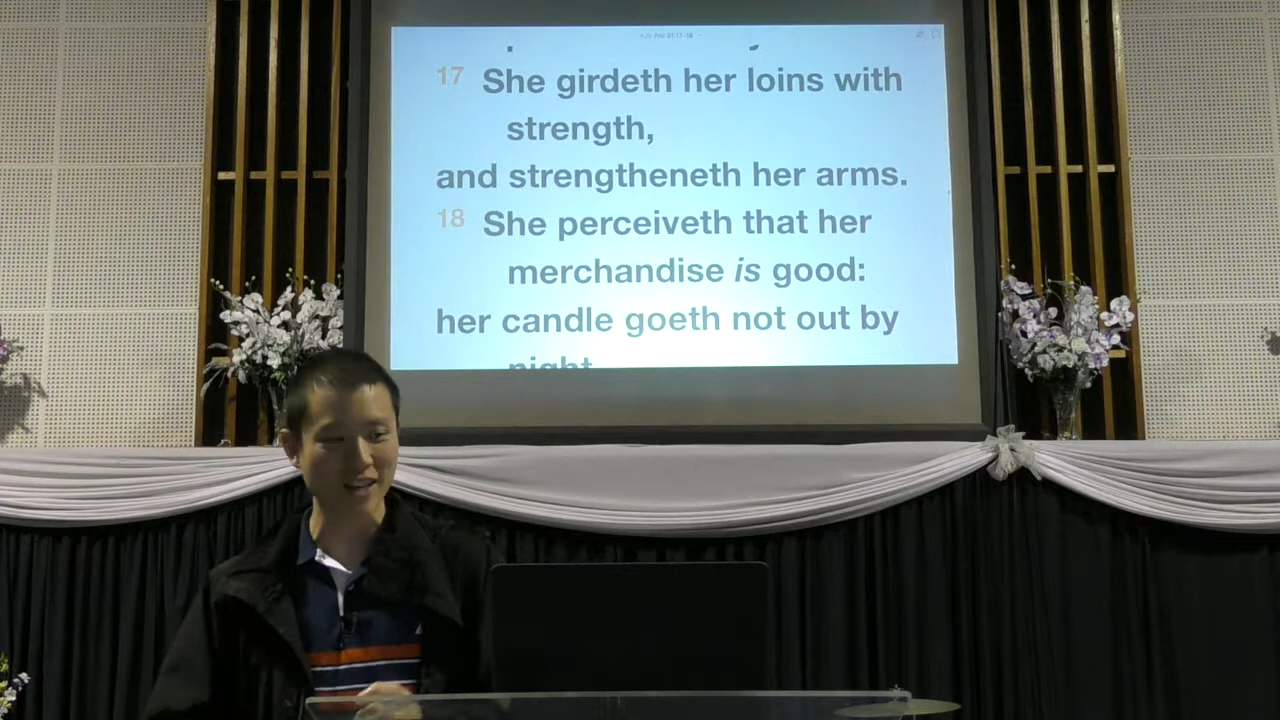 17 She girdeth her loins with
strength,
and strengtheneth her arms.
18 She perceiveth that her
merchandise is good:
her candle goeth not out by
night